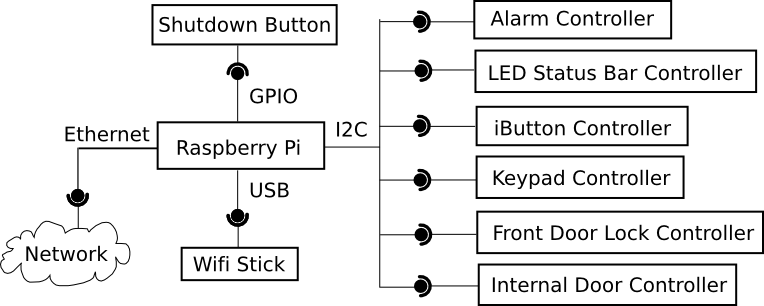 Shutdown Button
GPIO
Ethernet
Raspberry Pi
I2C
USB
Network
Wifi Stick
Alarm Controller
LED Status Bar Controller
iButton Controller
Keypad Controller
Front Door Lock Controller
Internal Door Controller